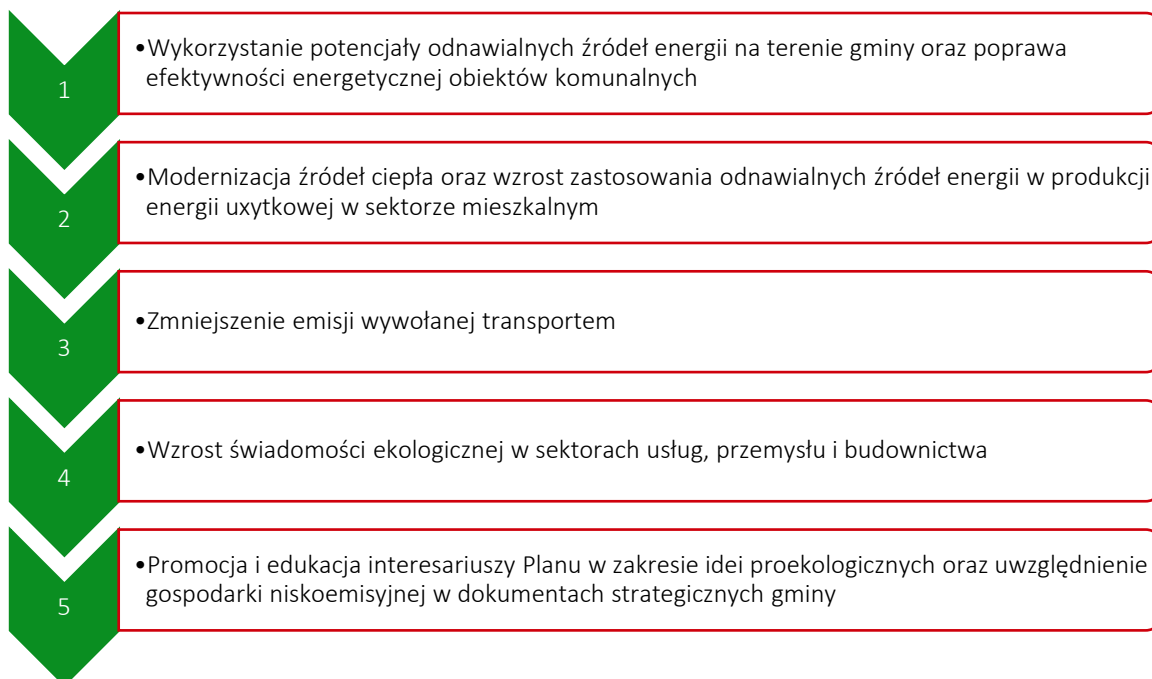 1
•Wykorzystanie potencjały odnawialnych źródeł energii na terenie gminy oraz poprawa
efektywności energetycznej obiektów komunalnych
2
•Modernizacja źródeł ciepła oraz wzrost zastosowania odnawialnych źródeł energii w produkcji
energii uxytkowej w sektorze mieszkalnym
3
•Zmniejszenie emisji wywołanej transportem
4
•Wzrost świadomości ekologicznej w sektorach usług, przemysłu i budownictwa
5
•Promocja i edukacja interesariuszy Planu w zakresie idei proekologicznych oraz uwzględnienie
gospodarki niskoemisyjnej w dokumentach strategicznych gminy